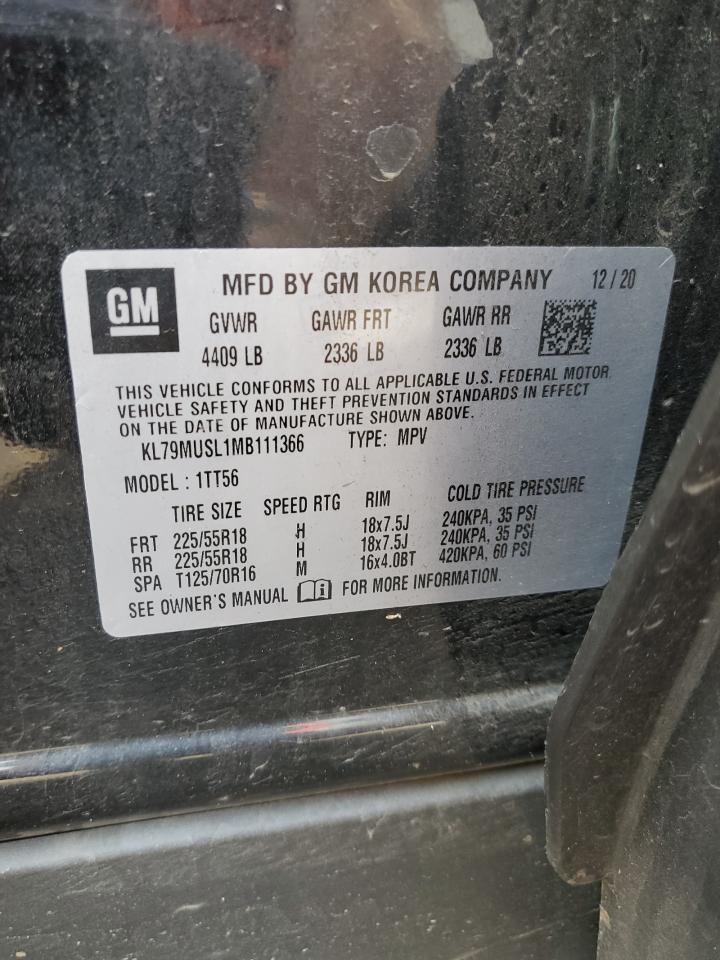 GM
MFD BY GM KOREA COMPANY 12 / 20
GVWR GAWR FRT GAWR RR
4409 LB 2336 LB 2336 LB
THIS VEHICLE CONFORMS TO ALL APPLICABLE U.S. FEDERAL MOTOR
VEHICLE SAFETY AND THEFT PREVENTION STANDARDS IN EFFECT
ON THE DATE OF MANUFACTURE SHOWN ABOVE.
KL79MUSL1MB111366 TYPE: MPV
MODEL : 1TT56
TIRE SIZE SPEED RTG RIM COLD TIRE PRESSURE
FRT 225/55R18 H 18x7.5J 240KPA, 35 PSI
RR 225/55R18 H 18x7.5J 240KPA, 35 PSI
SPA T125/70R16 M 16x4.0BT 420KPA, 60 PSI
SEE OWNER'S MANUAL FOR MORE INFORMATION.